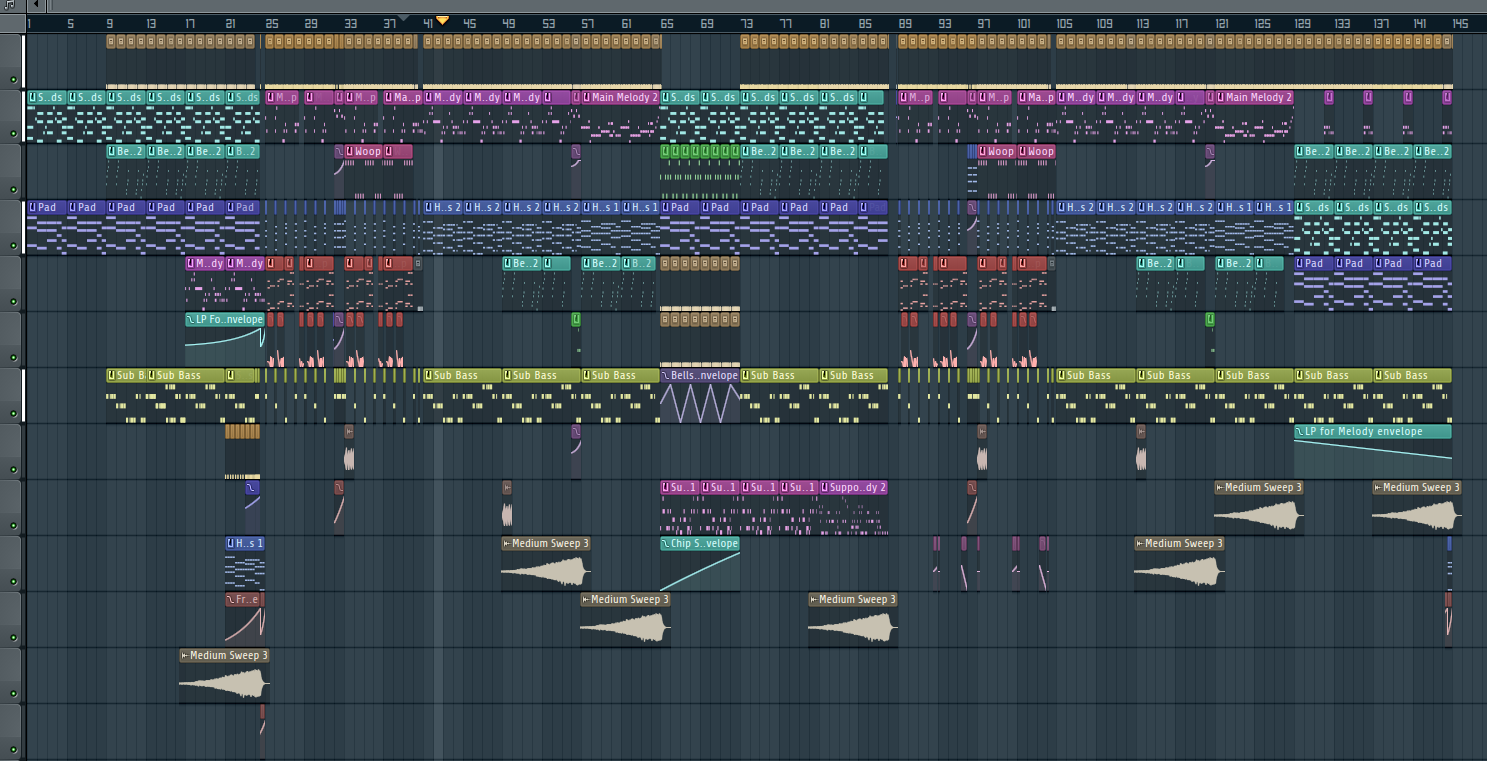 1 5 9 13 17 21 25 29 33 37 41 45 49 53 57 61 65 69 73 77 81 85 89 93 97 101 105 109 113 117 121 125 129 133 137 141 145
S..ds S..ds S..ds S..ds S..ds S..ds M..p M..p Ma..p M..dy M..dy M..dy Main Melody 2 S..ds S..ds S..ds S..ds S..ds M..p M..p Ma..p M..dy M..dy M..dy Main Melody 2
Be..2 Be..2 Be..2 B..2 Woop Be..2 Be..2 Be..2 Woop Woop Be..2 Be..2 Be..2 Be..2
Pad Pad Pad Pad Pad Pad H..s 2 H..s 2 H..s 2 H..s 2 H..s 1 H..s 1 Pad Pad Pad Pad Pad H..s 2 H..s 2 H..s 2 H..s 2 H..s 1 H..s 1 S..ds S..ds S..ds S..ds
M..dy M..dy Be..2 Be..2 B..2 Be..2 Be..2 Pad Pad Pad Pad
LP Fo..nvelope
Sub B Sub Bass Sub Bass Sub Bass Sub Bass Bells..nvelope Sub Bass Sub Bass Sub Bass Sub Bass Sub Bass Sub Bass Sub Bass
LP for Melody envelope
Su..1 Su..1 Su..1 Su..1 Suppo..dy 2 Medium Sweep 3 Medium Sweep 3
H..s 1 Medium Sweep 3 Chip S..velope Medium Sweep 3
Fr..e Medium Sweep 3 Medium Sweep 3
Medium Sweep 3